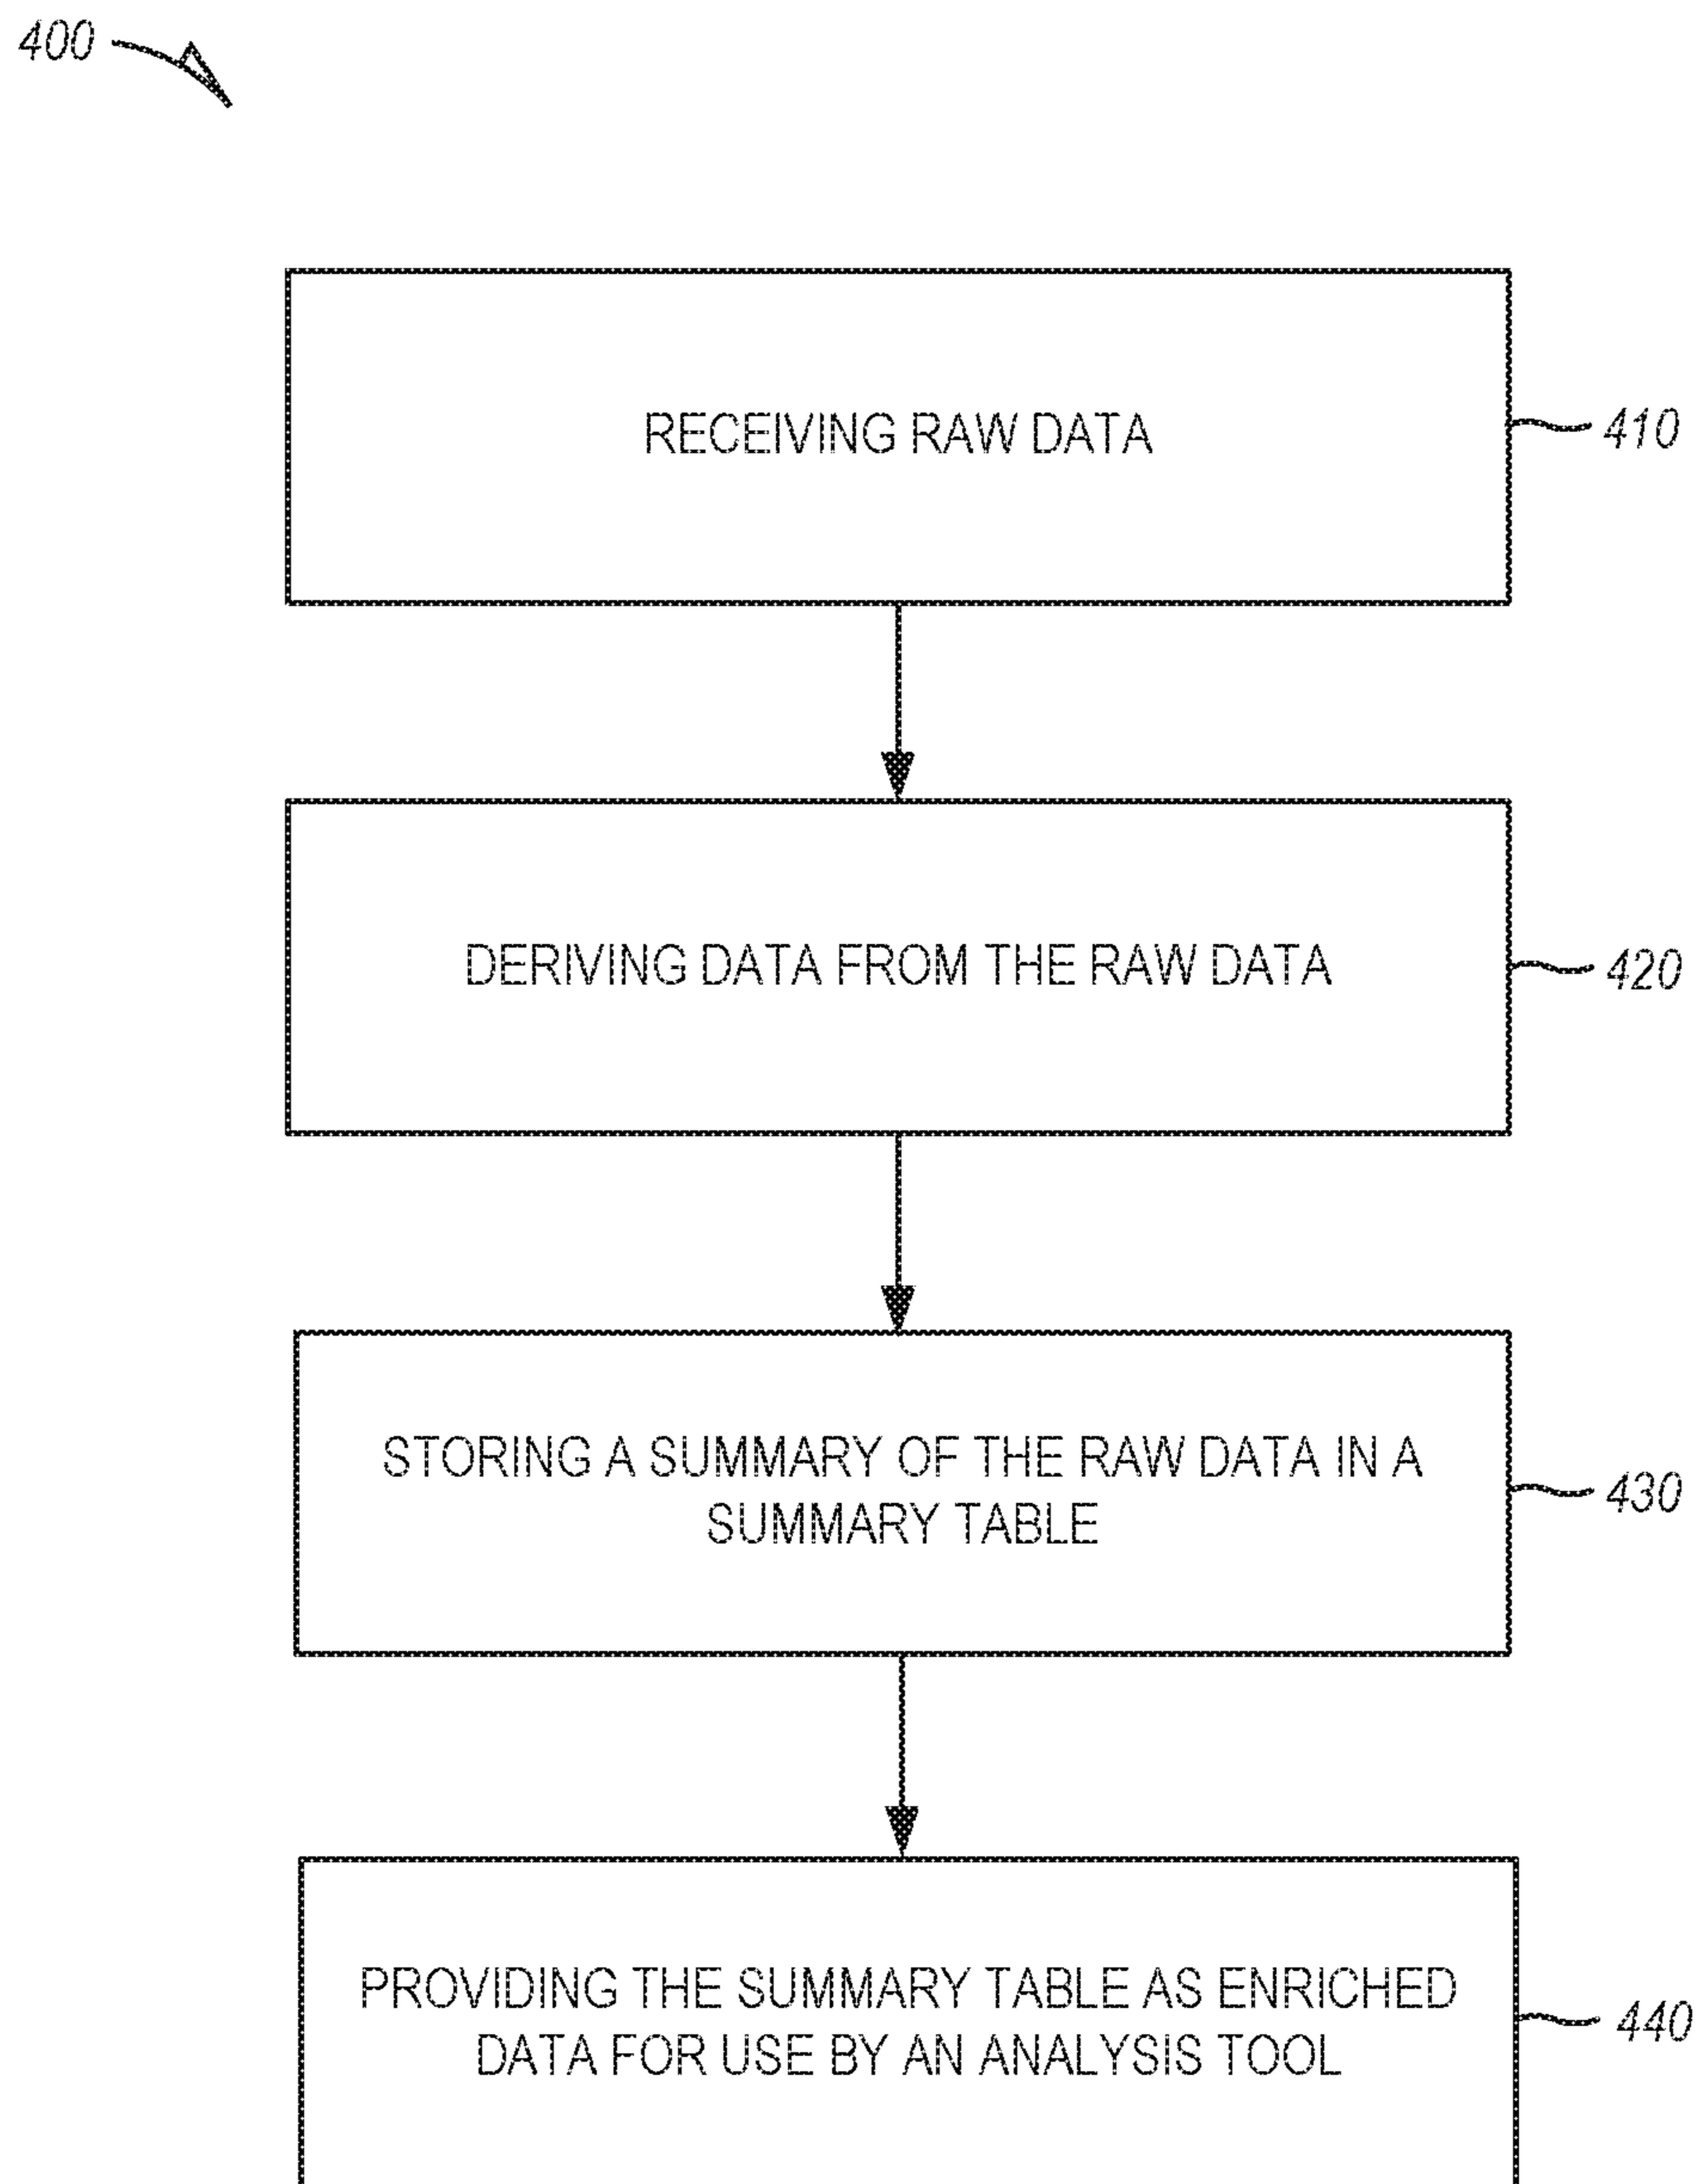 400
RECEIVING RAW DATA
410
DERIVING DATA FROM THE RAW DATA
420
STORING A SUMMARY OF THE RAW DATA IN A
SUMMARY TABLE
430
PROVIDING THE SUMMARY TABLE AS ENRICHED
DATA FOR USE BY AN ANALYSIS TOOL
440